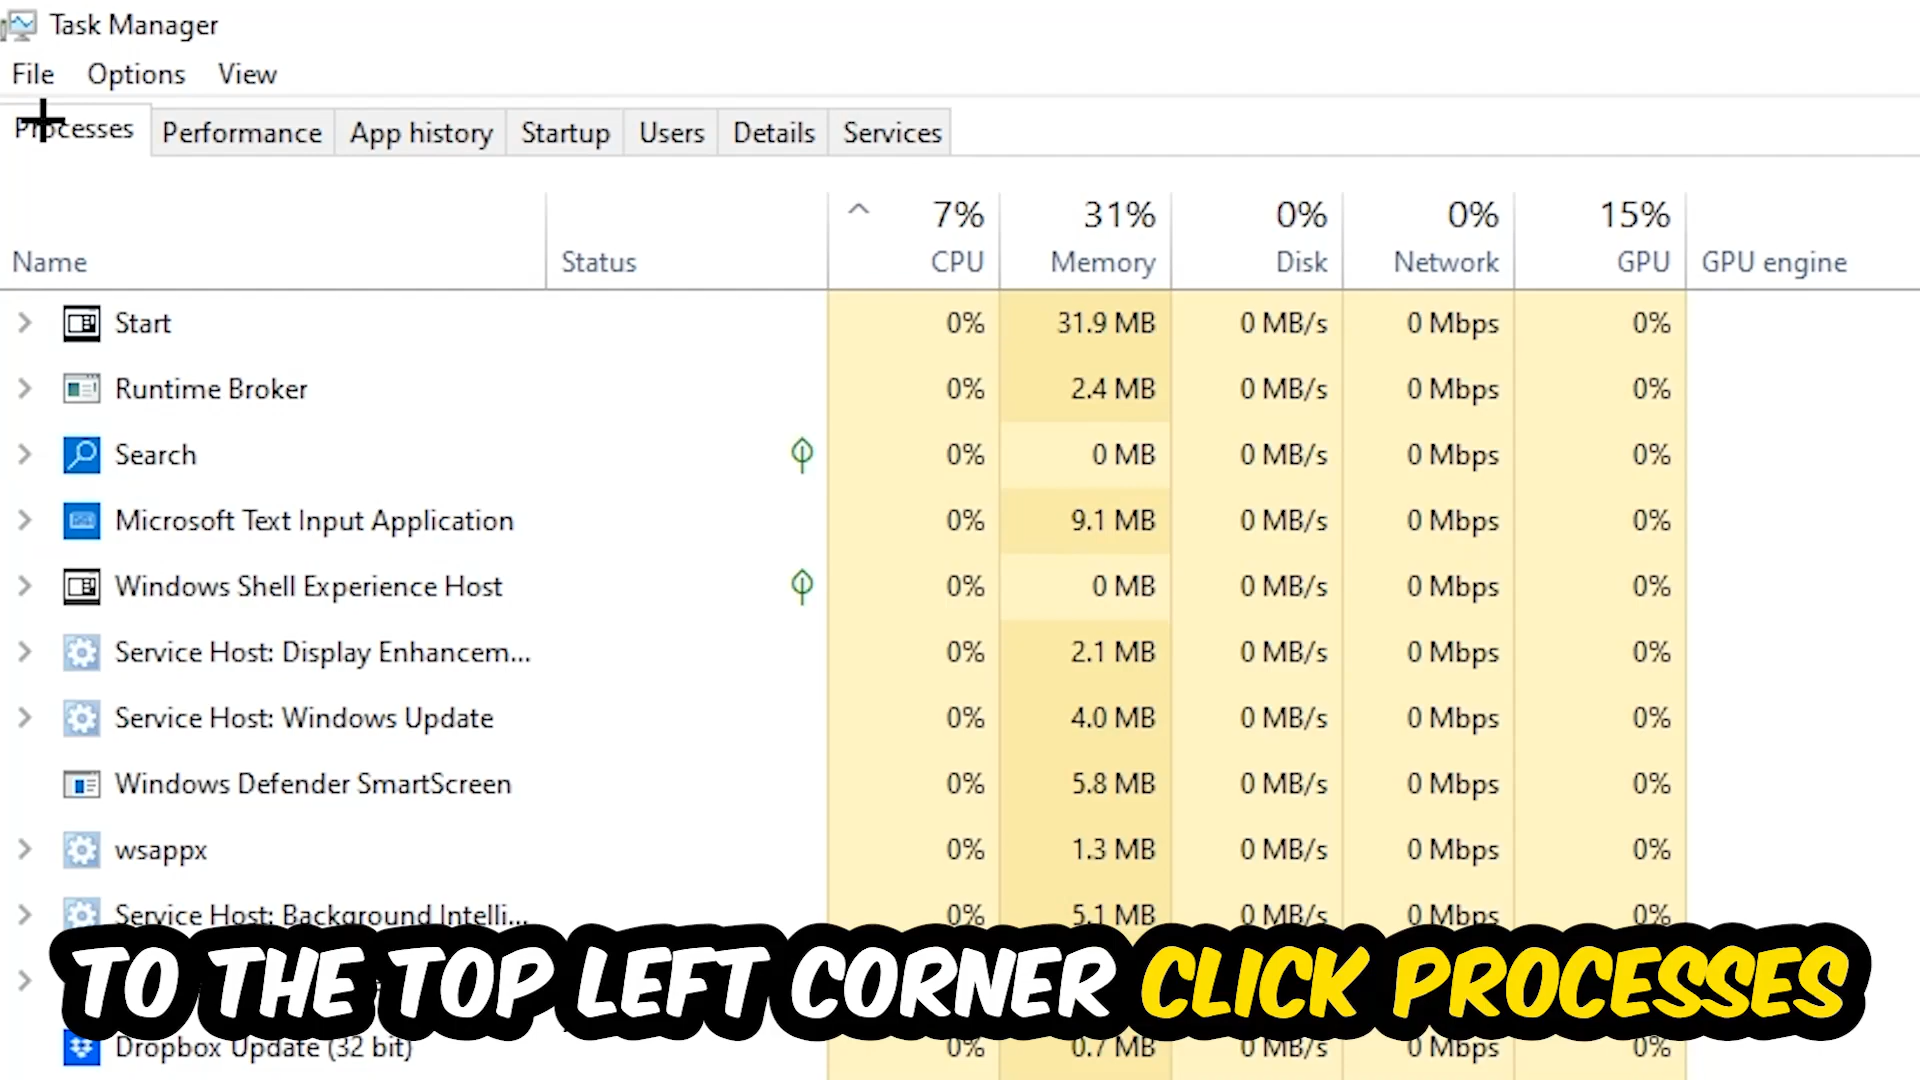 Task Manager
File Options View
Processes Performance App history Startup Users Details Services
7% 31% 0% 0% 15%
Name Status CPU Memory Disk Network GPU GPU engine
Start 0% 31.9 MB 0 MB/s 0 Mbps 0%
Runtime Broker 0% 2.4 MB 0 MB/s 0 Mbps 0%
Search 0% 0 MB 0 MB/s 0 Mbps 0%
Microsoft Text Input Application 0% 9.1 MB 0 MB/s 0 Mbps 0%
Windows Shell Experience Host 0% 0 MB 0 MB/s 0 Mbps 0%
Service Host: Display Enhancem... 0% 2.1 MB 0 MB/s 0 Mbps 0%
Service Host: Windows Update 0% 4.0 MB 0 MB/s 0 Mbps 0%
Windows Defender SmartScreen 0% 5.8 MB 0 MB/s 0 Mbps 0%
wsappx 0% 1.3 MB 0 MB/s 0 Mbps 0%
Service Host: Background Intelli... 0% 5.1 MB 0 MB/s 0 Mbps 0%
TO THE TOP LEFT CORNER CLICK PROCESSES
Dropbox Update (32 bit) 0% 0.7 MB 0 MB/s 0 Mbps 0%